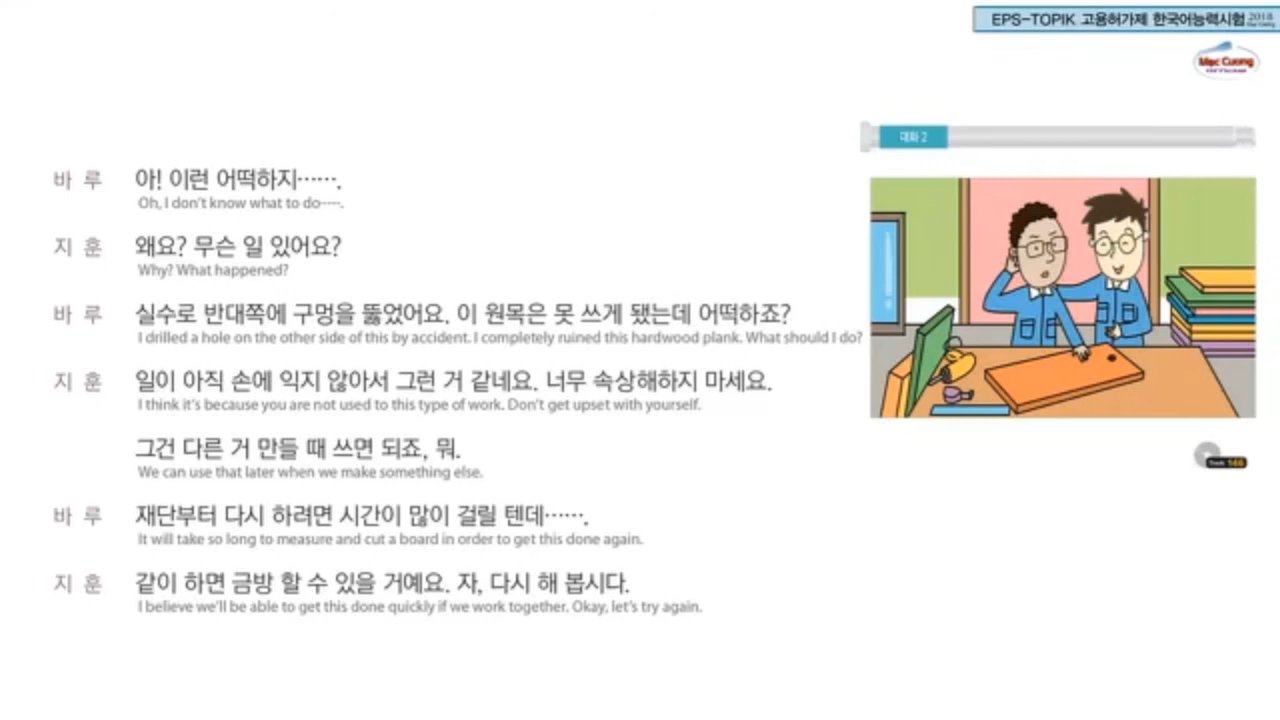 EPS-TOPIK 고용허가제 한국어능력시험 2018
Mạc Cường
대화 2
바 루 아! 이런 어떡하지…….
Oh, I don't know what to do…….
지 훈 왜요? 무슨 일 있어요?
Why? What happened?
바 루 실수로 반대쪽에 구멍을 뚫었어요. 이 원목은 못 쓰게 됐는데 어떡하죠?
I drilled a hole on the other side of this by accident. I completely ruined this hardwood plank. What should I do?
지 훈 일이 아직 손에 익지 않아서 그런 거 같네요. 너무 속상해하지 마세요.
I think it's because you are not used to this type of work. Don't get upset with yourself.
그건 다른 거 만들 때 쓰면 되죠, 뭐.
We can use that later when we make something else.
바 루 재단부터 다시 하려면 시간이 많이 걸릴 텐데…….
It will take so long to measure and cut a board in order to get this done again.
지 훈 같이 하면 금방 할 수 있을 거예요. 자, 다시 해 봅시다.
I believe we'll be able to get this done quickly if we work together. Okay, let's try again.
Track 166